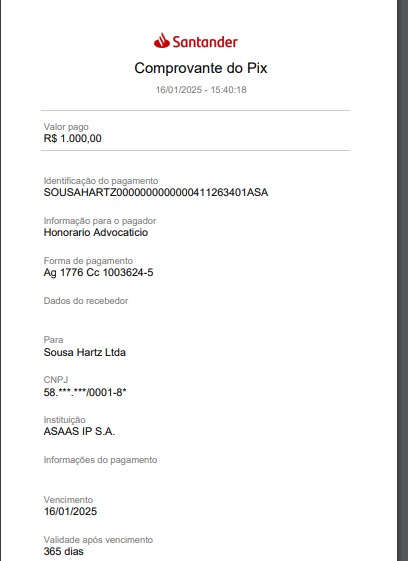 Santander
Comprovante do Pix
16/01/2025 - 15:40:18
Valor pago
R$ 1.000,00
Identificação do pagamento
SOUSAHARTZ0000000000000411263401ASA
Informação para o pagador
Honorario Advocaticio
Forma de pagamento
Ag 1776 Cc 1003624-5
Dados do recebedor
Para
Sousa Hartz Ltda
CNPJ
58.***.***/0001-8*
Instituição
ASAAS IP S.A.
Informações do pagamento
Vencimento
16/01/2025
Validade após vencimento
365 dias